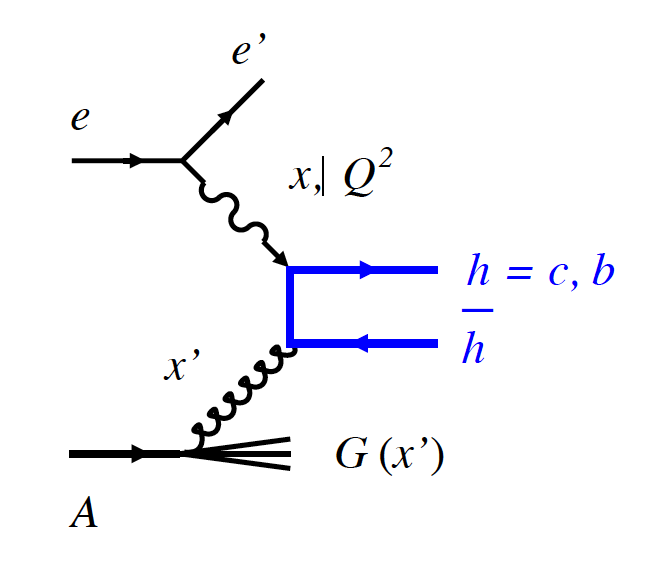 e’
e
x,| Q²
h = c, b
h̅
x’
G (x’)
A